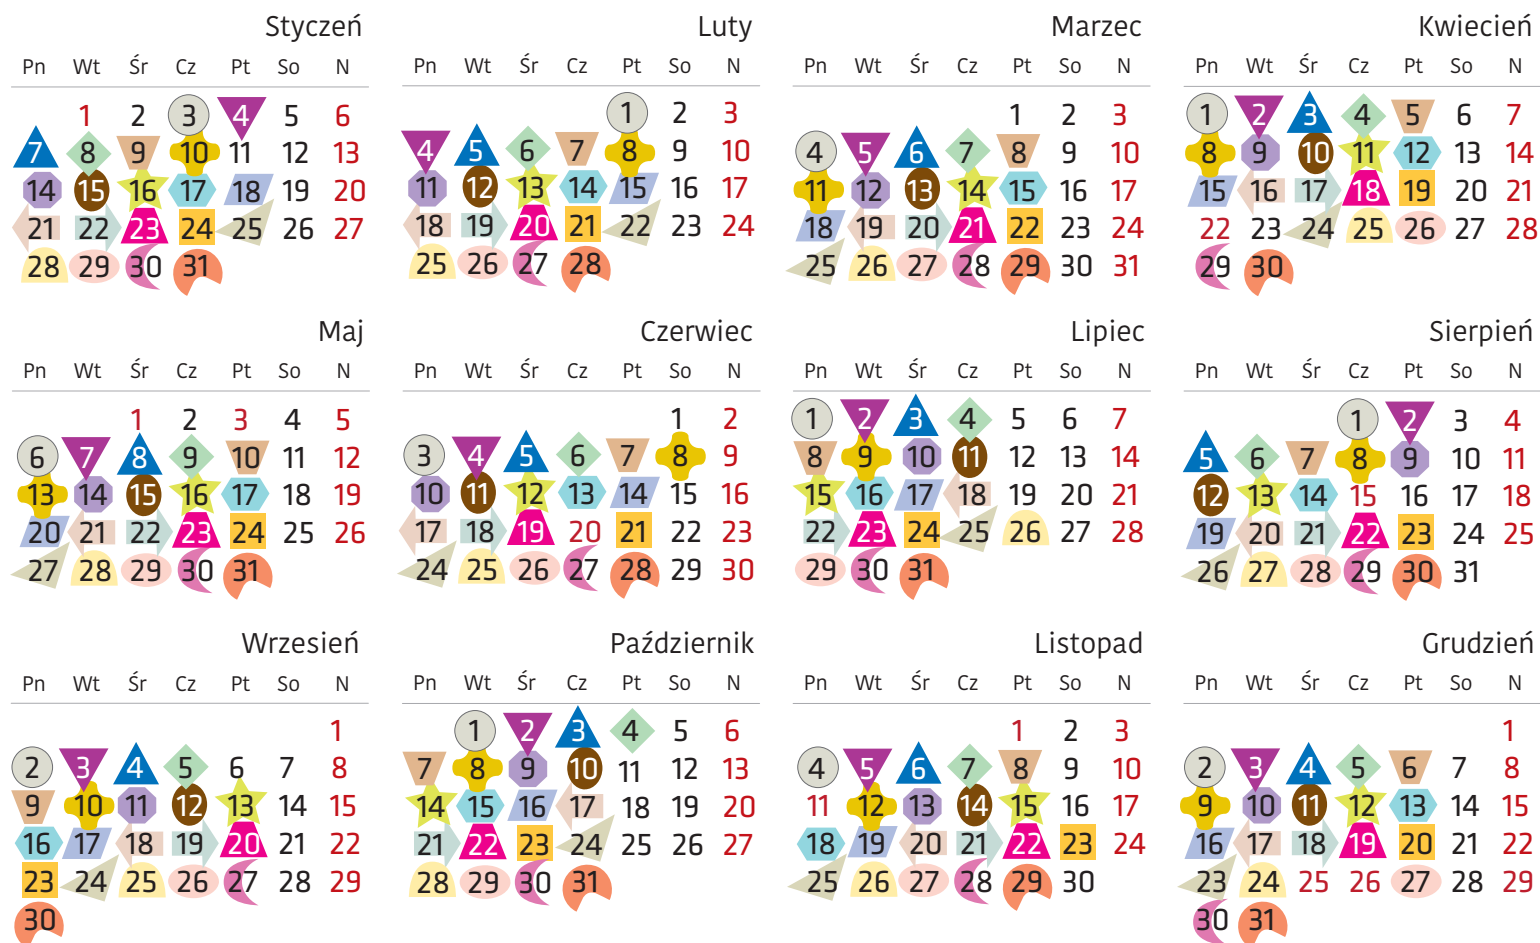 Styczeń Luty Marzec Kwiecień
Pn Wt Śr Cz Pt So N Pn Wt Śr Cz Pt So N Pn Wt Śr Cz Pt So N Pn Wt Śr Cz Pt So N
1 2 3 4 5 6 1 2 3 1 2 3 1 2 3 4 5 6 7
7 8 9 10 11 12 13 4 5 6 7 8 9 10 4 5 6 7 8 9 10 8 9 10 11 12 13 14
14 15 16 17 18 19 20 11 12 13 14 15 16 17 11 12 13 14 15 16 17 15 16 17 18 19 20 21
21 22 23 24 25 26 27 18 19 20 21 22 23 24 18 19 20 21 22 23 24 22 23 24 25 26 27 28
28 29 30 31 25 26 27 28 25 26 27 28 29 30 31 29 30
Maj Czerwiec Lipiec Sierpień
Pn Wt Śr Cz Pt So N Pn Wt Śr Cz Pt So N Pn Wt Śr Cz Pt So N Pn Wt Śr Cz Pt So N
1 2 3 4 5 1 2 1 2 3 4 5 6 7 1 2 3 4
6 7 8 9 10 11 12 3 4 5 6 7 8 9 8 9 10 11 12 13 14 5 6 7 8 9 10 11
13 14 15 16 17 18 19 10 11 12 13 14 15 16 15 16 17 18 19 20 21 12 13 14 15 16 17 18
20 21 22 23 24 25 26 17 18 19 20 21 22 23 22 23 24 25 26 27 28 19 20 21 22 23 24 25
27 28 29 30 31 24 25 26 27 28 29 30 29 30 31 26 27 28 29 30 31
Wrzesień Październik Listopad Grudzień
Pn Wt Śr Cz Pt So N Pn Wt Śr Cz Pt So N Pn Wt Śr Cz Pt So N Pn Wt Śr Cz Pt So N
1 1 2 3 4 5 6 1 2 3 1
2 3 4 5 6 7 8 7 8 9 10 11 12 13 4 5 6 7 8 9 10 2 3 4 5 6 7 8
9 10 11 12 13 14 15 14 15 16 17 18 19 20 11 12 13 14 15 16 17 9 10 11 12 13 14 15
16 17 18 19 20 21 22 21 22 23 24 25 26 27 18 19 20 21 22 23 24 16 17 18 19 20 21 22
23 24 25 26 27 28 29 28 29 30 31 25 26 27 28 29 30 23 24 25 26 27 28 29
30 30 31